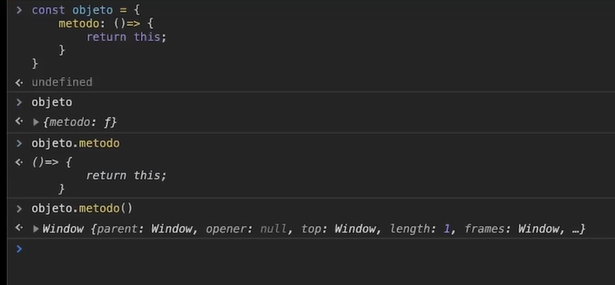 > const objeto = {
    metodo: ()=> {
        return this;
    }
}
<· undefined
> objeto
<· ▶ {metodo: ƒ}
> objeto.metodo
<· ()=> {
        return this;
    }
> objeto.metodo()
<· ▶ Window {parent: Window, opener: null, top: Window, length: 1, frames: Window, …}
>